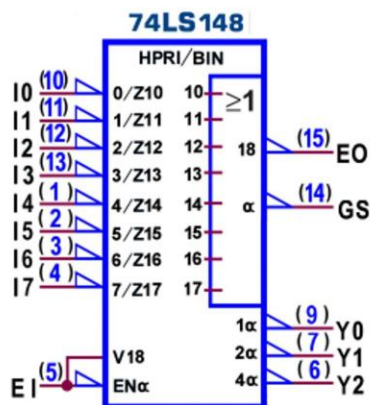 74LS148
HPRI/BIN
I0 (10) 0/Z10 10 ≥1
I1 (11) 1/Z11 11
I2 (12) 2/Z12 12 18 (15) EO
I3 (13) 3/Z13 13
I4 (1) 4/Z14 14 α (14) GS
I5 (2) 5/Z15 15
I6 (3) 6/Z16 16
I7 (4) 7/Z17 17
1α (9) Y0
V18 2α (7) Y1
EI (5) ENα 4α (6) Y2